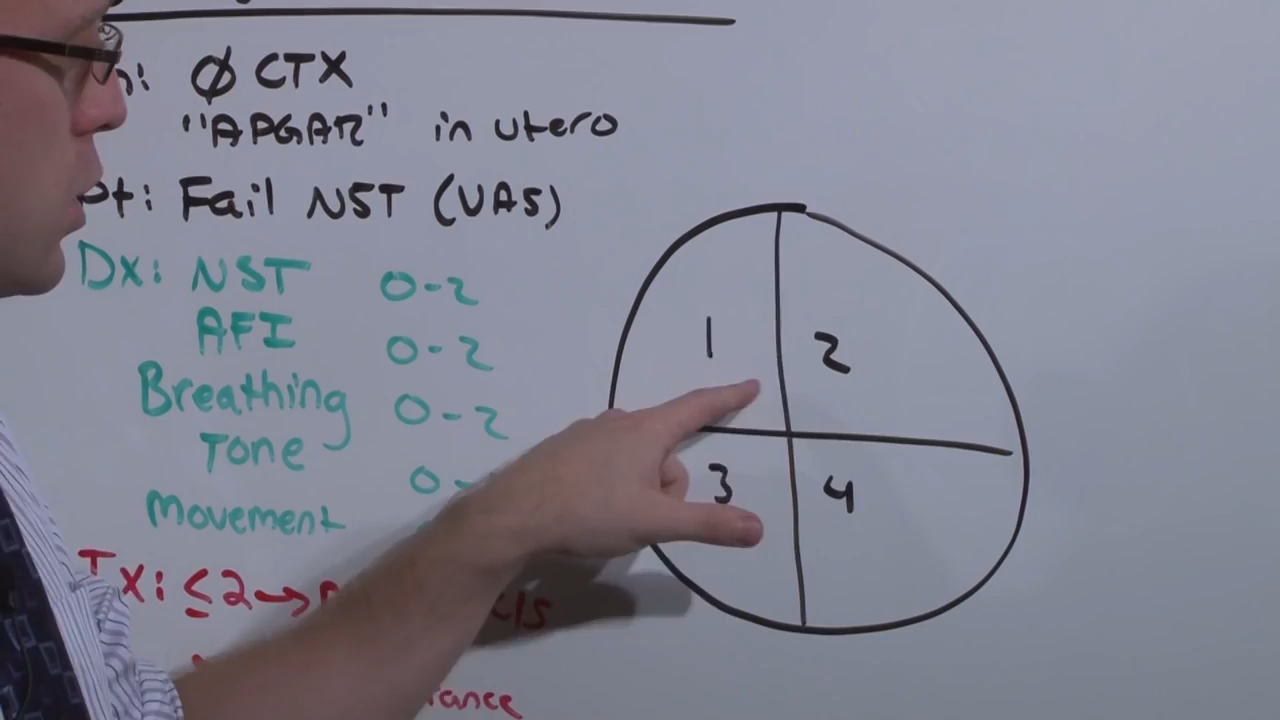 : Ø CTX
"APGAR" in utero
Pt: Fail NST (VAS)
Dx: NST 0-2
AFI 0-2
Breathing 0-2
Tone 0-
Movement
Tx: ≤2→ C/S
1 2
3 4